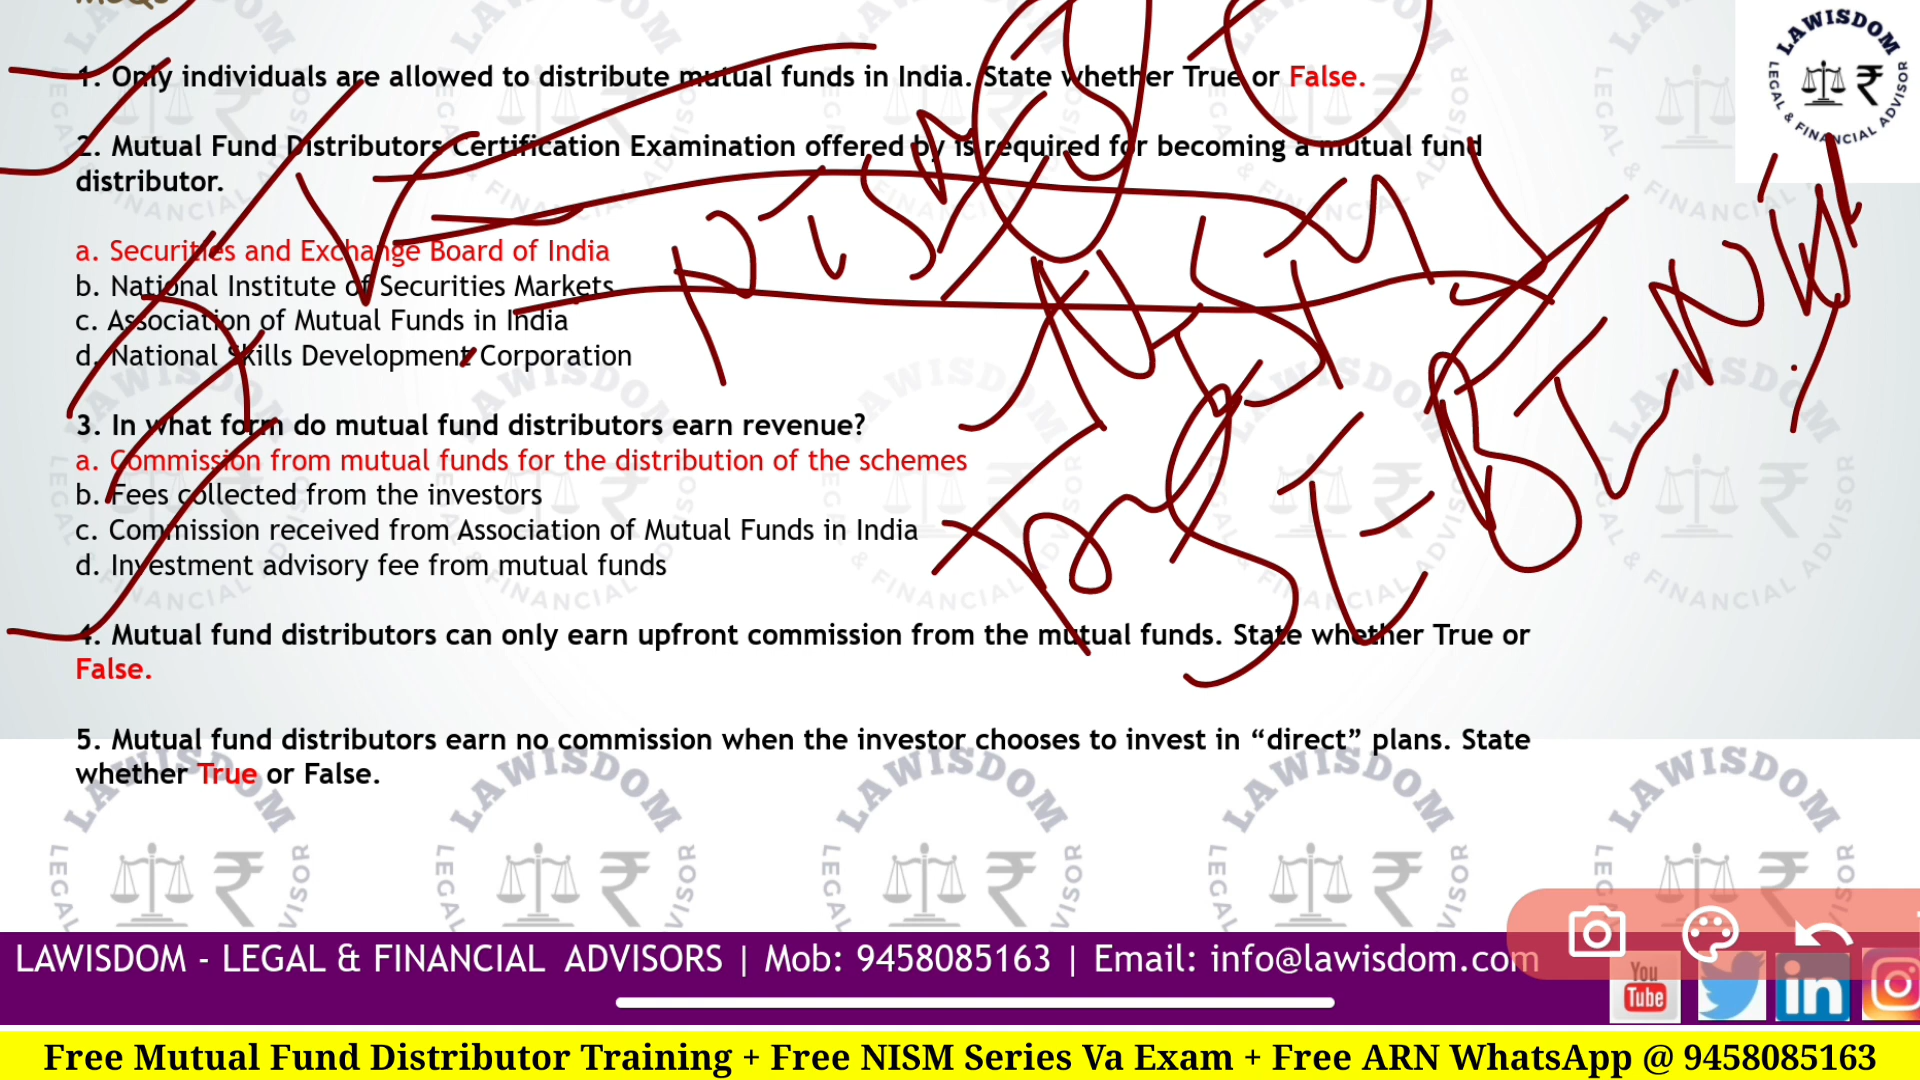 MCQs
1. Only individuals are allowed to distribute mutual funds in India. State whether True or False.
2. Mutual Fund Distributors Certification Examination offered by is required for becoming a mutual fund
distributor.
a. Securities and Exchange Board of India
b. National Institute of Securities Markets
c. Association of Mutual Funds in India
d. National Skills Development Corporation
3. In what form do mutual fund distributors earn revenue?
a. Commission from mutual funds for the distribution of the schemes
b. Fees collected from the investors
c. Commission received from Association of Mutual Funds in India
d. Investment advisory fee from mutual funds
4. Mutual fund distributors can only earn upfront commission from the mutual funds. State whether True or
False.
5. Mutual fund distributors earn no commission when the investor chooses to invest in “direct” plans. State
whether True or False.
LAWISDOM
LEGAL & FINANCIAL ADVISOR
LAWISDOM - LEGAL & FINANCIAL ADVISORS | Mob: 9458085163 | Email: info@lawisdom.com
You
Tube
in
Free Mutual Fund Distributor Training + Free NISM Series Va Exam + Free ARN WhatsApp @ 9458085163